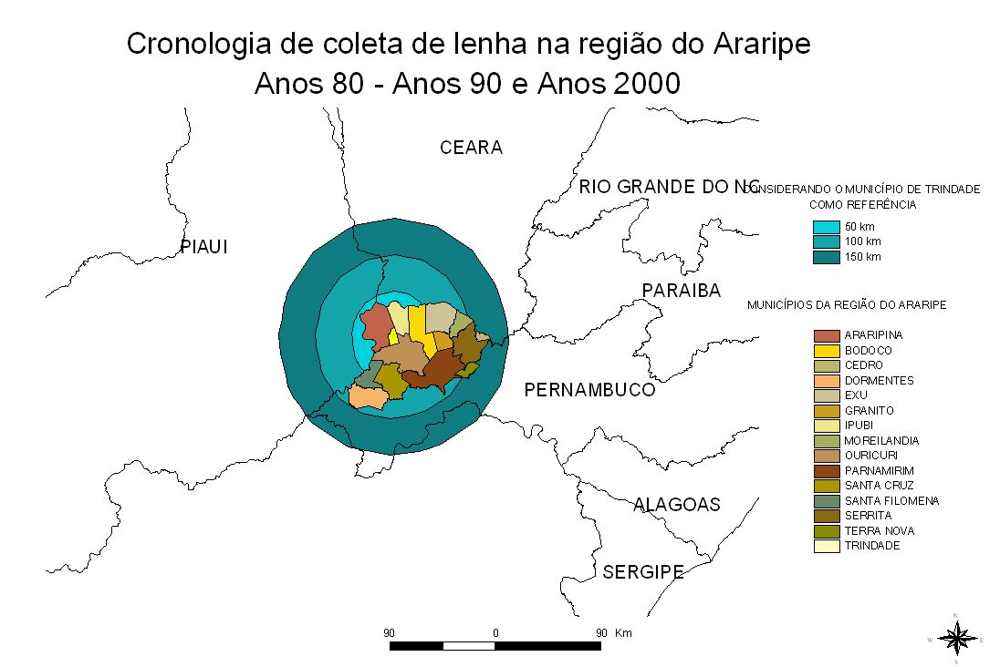 Cronologia de coleta de lenha na região do Araripe
Anos 80 - Anos 90 e Anos 2000
CEARA
RIO GRANDE DO NO
CONSIDERANDO O MUNICÍPIO DE TRINDADE
COMO REFERÊNCIA
50 km
100 km
150 km
PIAUI
PARAIBA
MUNICÍPIOS DA REGIÃO DO ARARIPE
ARARIPINA
BODOCO
CEDRO
DORMENTES
EXU
GRANITO
IPUBI
MOREILANDIA
OURICURI
PARNAMIRIM
SANTA CRUZ
SANTA FILOMENA
SERRITA
TERRA NOVA
TRINDADE
PERNAMBUCO
ALAGOAS
SERGIPE
90 0 90 Km
N
W E
S